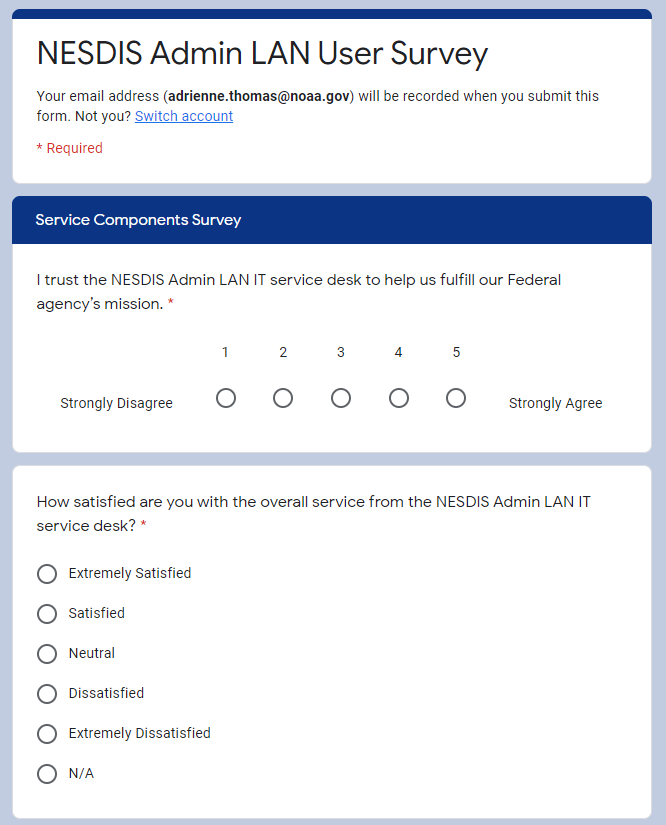 NESDIS Admin LAN User Survey
Your email address (adrienne.thomas@noaa.gov) will be recorded when you submit this
form. Not you? Switch account
* Required
Service Components Survey
I trust the NESDIS Admin LAN IT service desk to help us fulfill our Federal
agency’s mission. *
1 2 3 4 5
Strongly Disagree Strongly Agree
How satisfied are you with the overall service from the NESDIS Admin LAN IT
service desk? *
Extremely Satisfied
Satisfied
Neutral
Dissatisfied
Extremely Dissatisfied
N/A